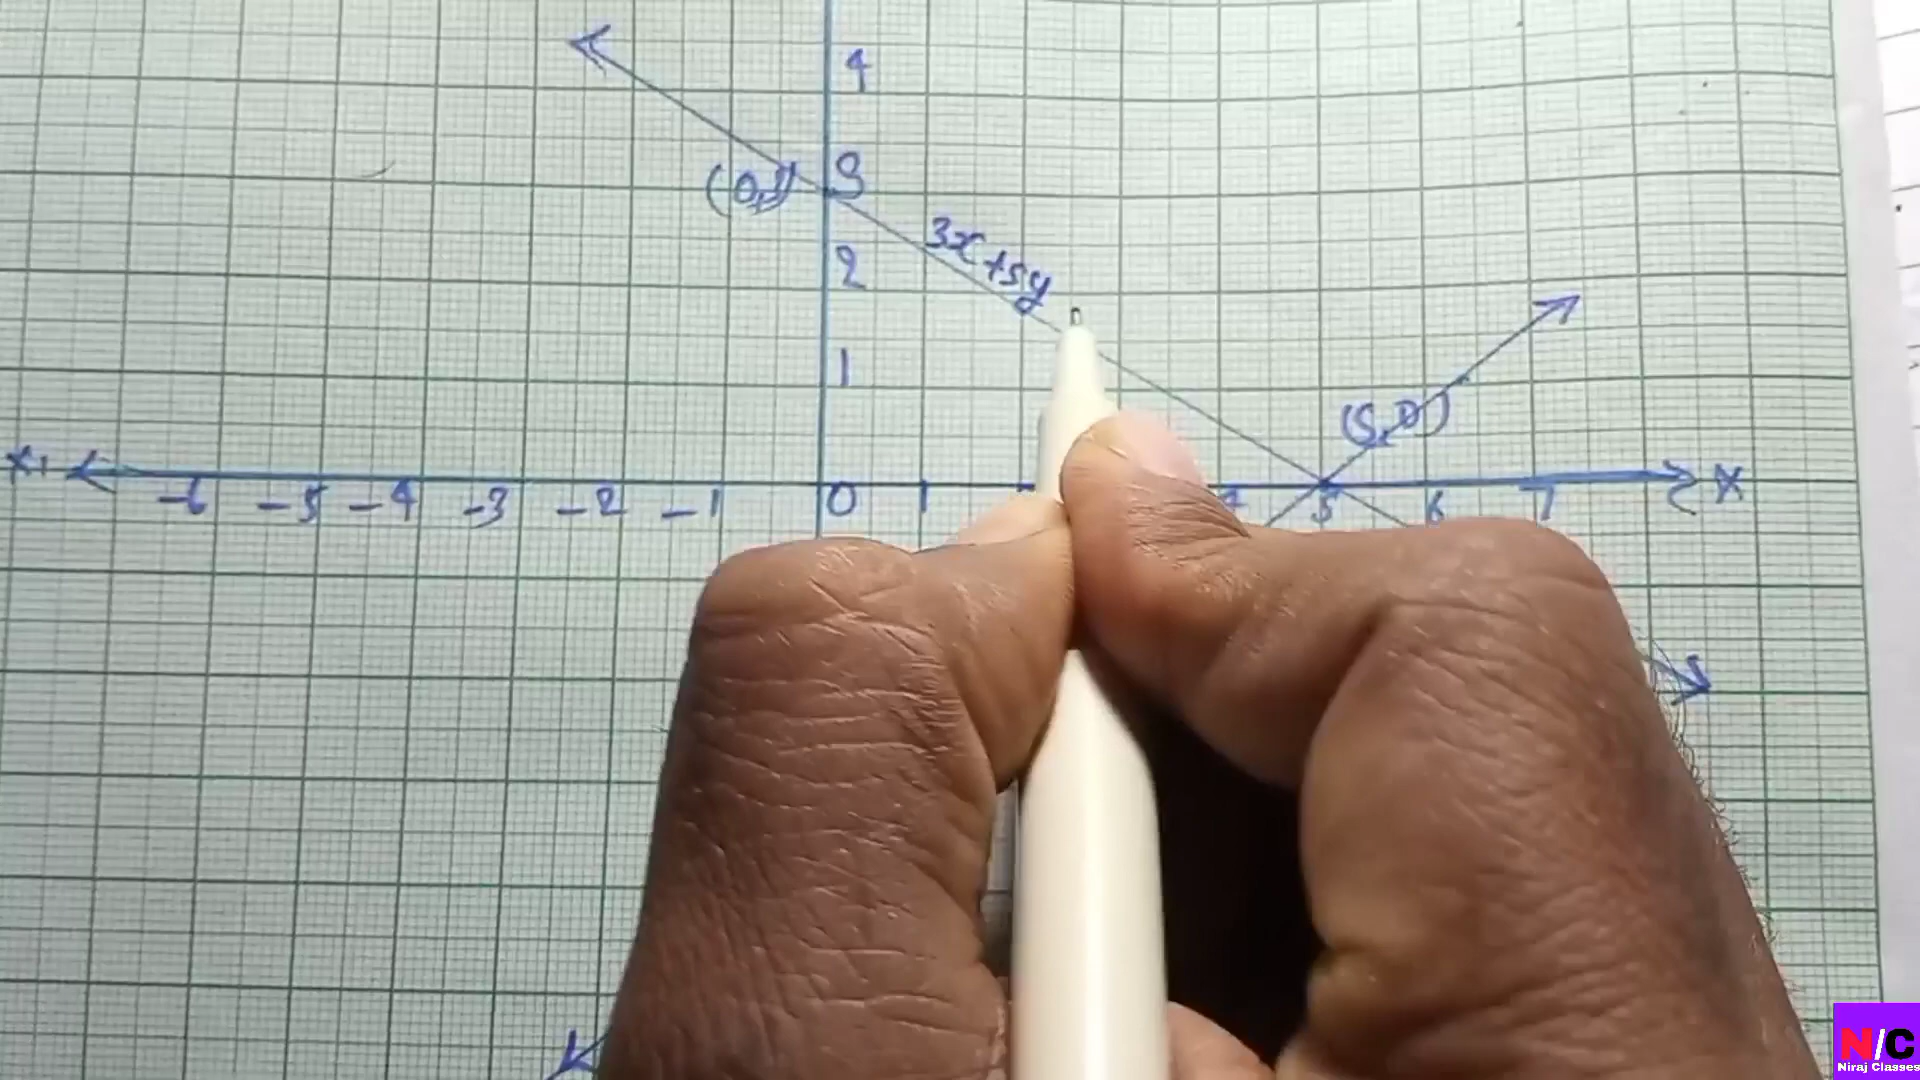 4
(0,3) 3
3x+5y
2
1
(5,0)
X' -6 -5 -4 -3 -2 -1 0 1 4 5 6 7 X
N/C
Niraj Classes